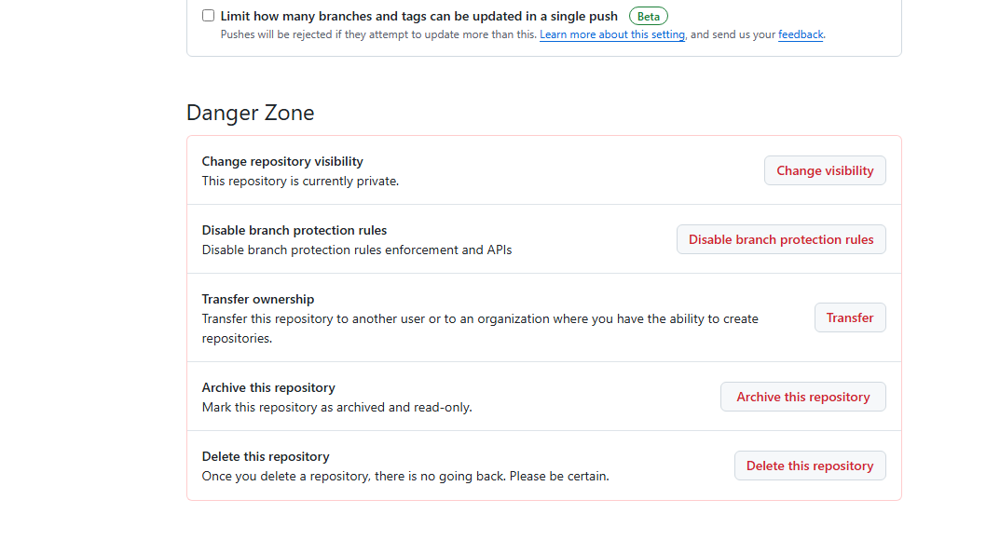 Limit how many branches and tags can be updated in a single push Beta
Pushes will be rejected if they attempt to update more than this. Learn more about this setting, and send us your feedback.
Danger Zone
Change repository visibility
This repository is currently private.
Change visibility
Disable branch protection rules
Disable branch protection rules enforcement and APIs
Disable branch protection rules
Transfer ownership
Transfer this repository to another user or to an organization where you have the ability to create
repositories.
Transfer
Archive this repository
Mark this repository as archived and read-only.
Archive this repository
Delete this repository
Once you delete a repository, there is no going back. Please be certain.
Delete this repository